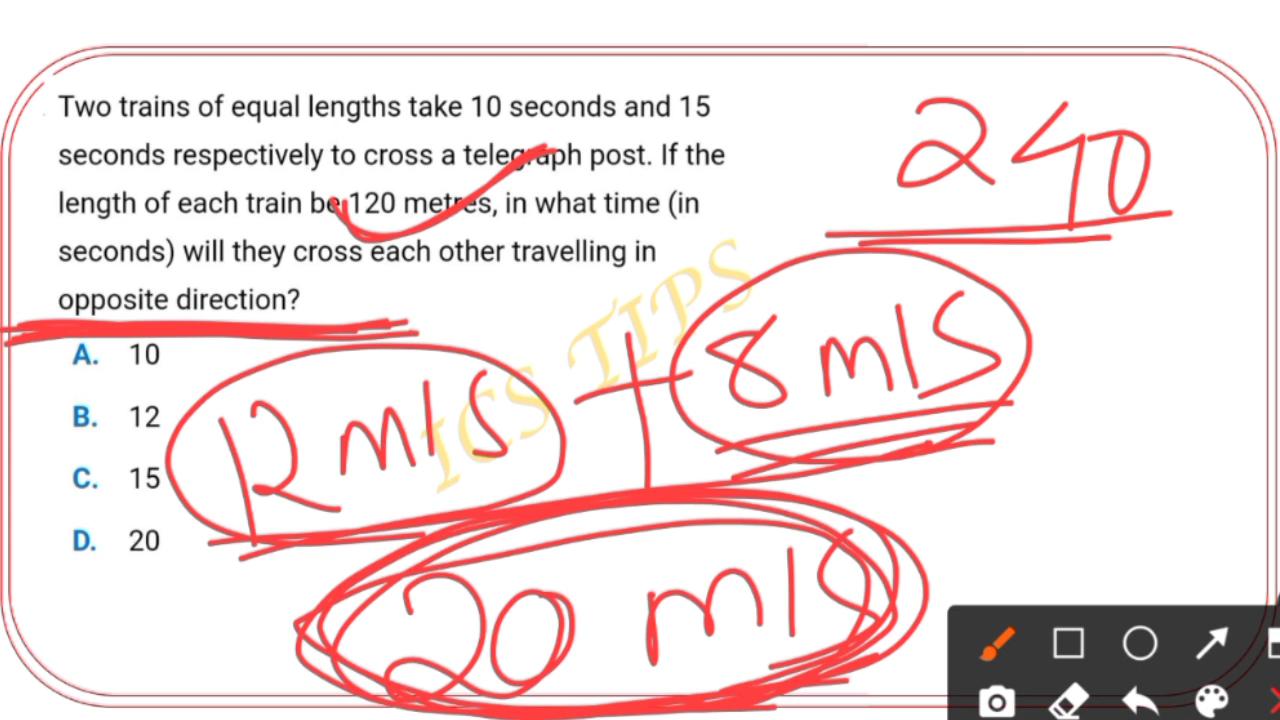 Two trains of equal lengths take 10 seconds and 15
seconds respectively to cross a telegraph post. If the
length of each train be 120 metres, in what time (in
seconds) will they cross each other travelling in
opposite direction?
A. 10
B. 12
C. 15
D. 20
240
12 m/s + 8 m/s
20 m/s
ICS TIPS